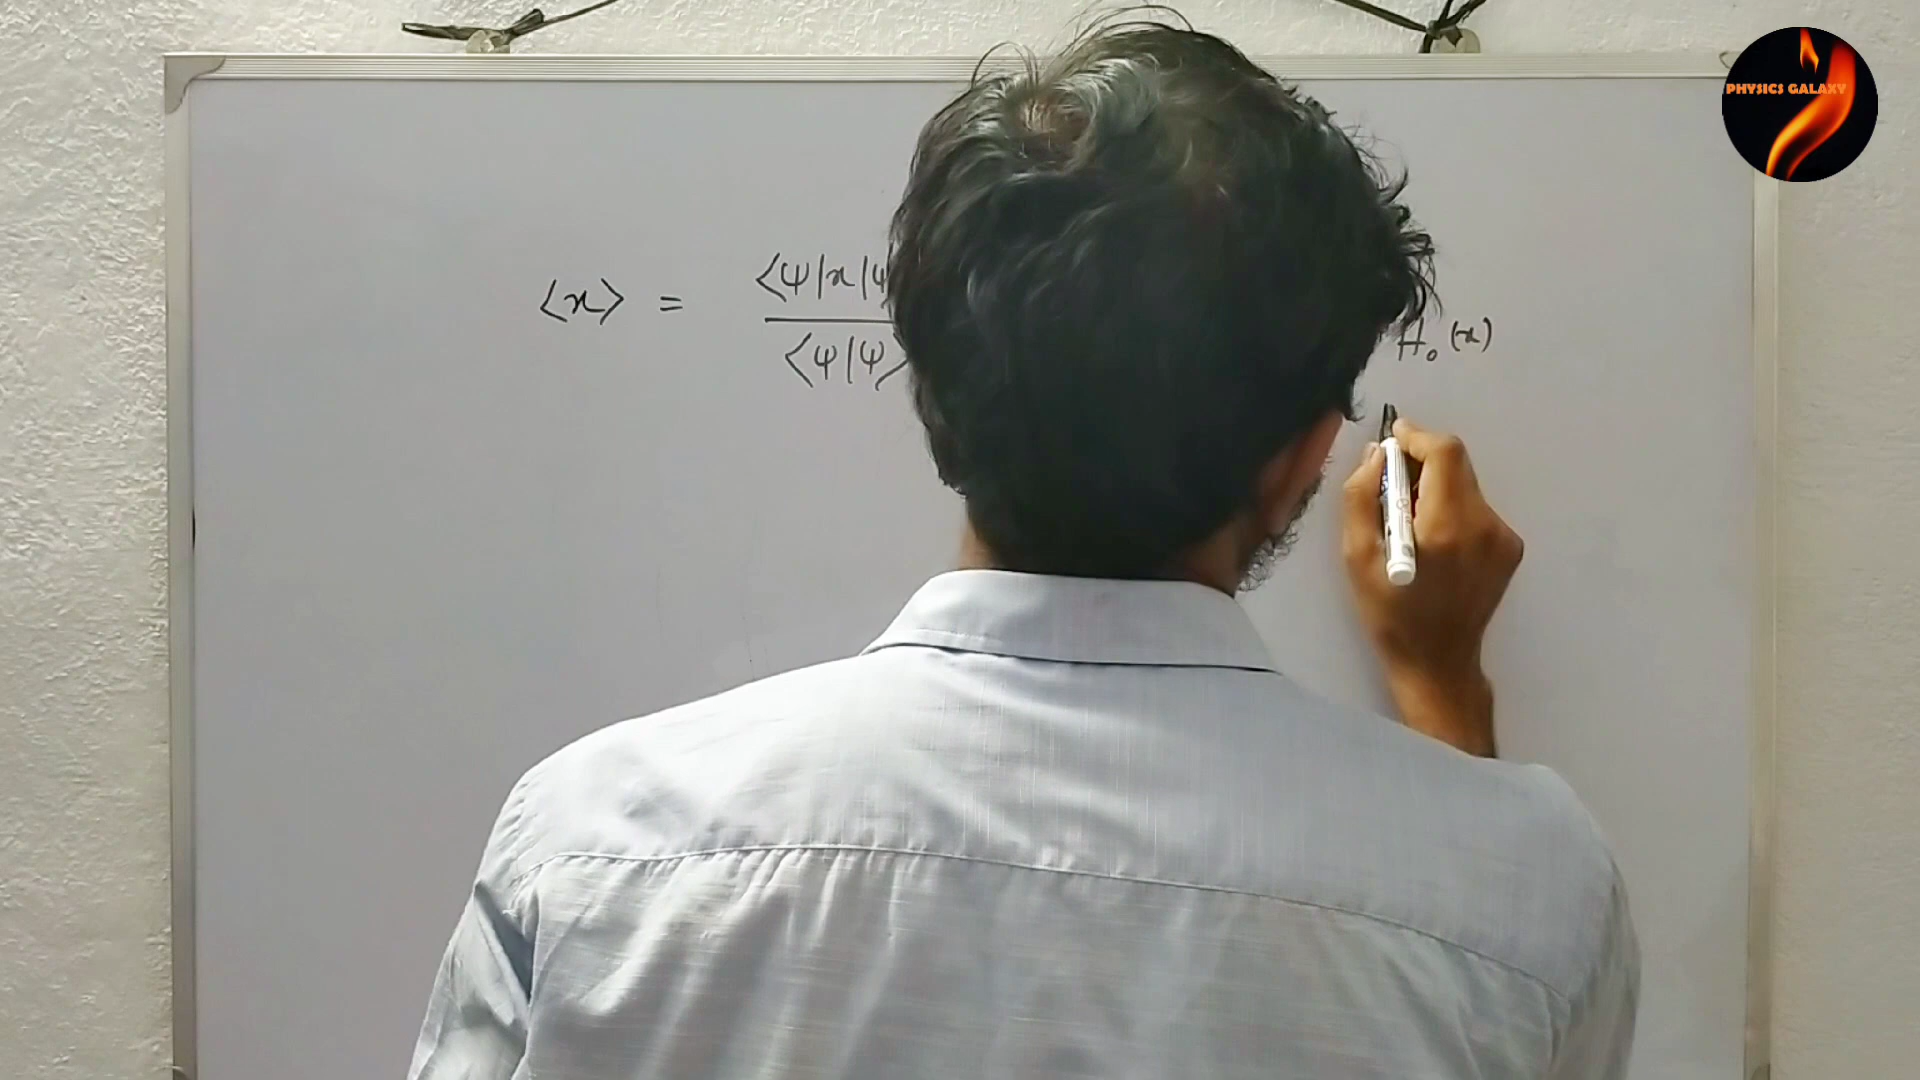 ⟨x⟩ = ⟨ψ|x|ψ
⟨ψ|ψ⟩
H₀(x)
PHYSICS GALAXY